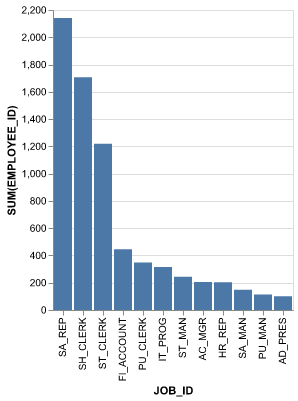 2,200
2,000
1,800
1,600
1,400
1,200
1,000
800
600
400
200
0
SUM(EMPLOYEE_ID)
SA_REP
SH_CLERK
ST_CLERK
FI_ACCOUNT
PU_CLERK
IT_PROG
ST_MAN
AC_MGR
HR_REP
SA_MAN
PU_MAN
AD_PRES
JOB_ID